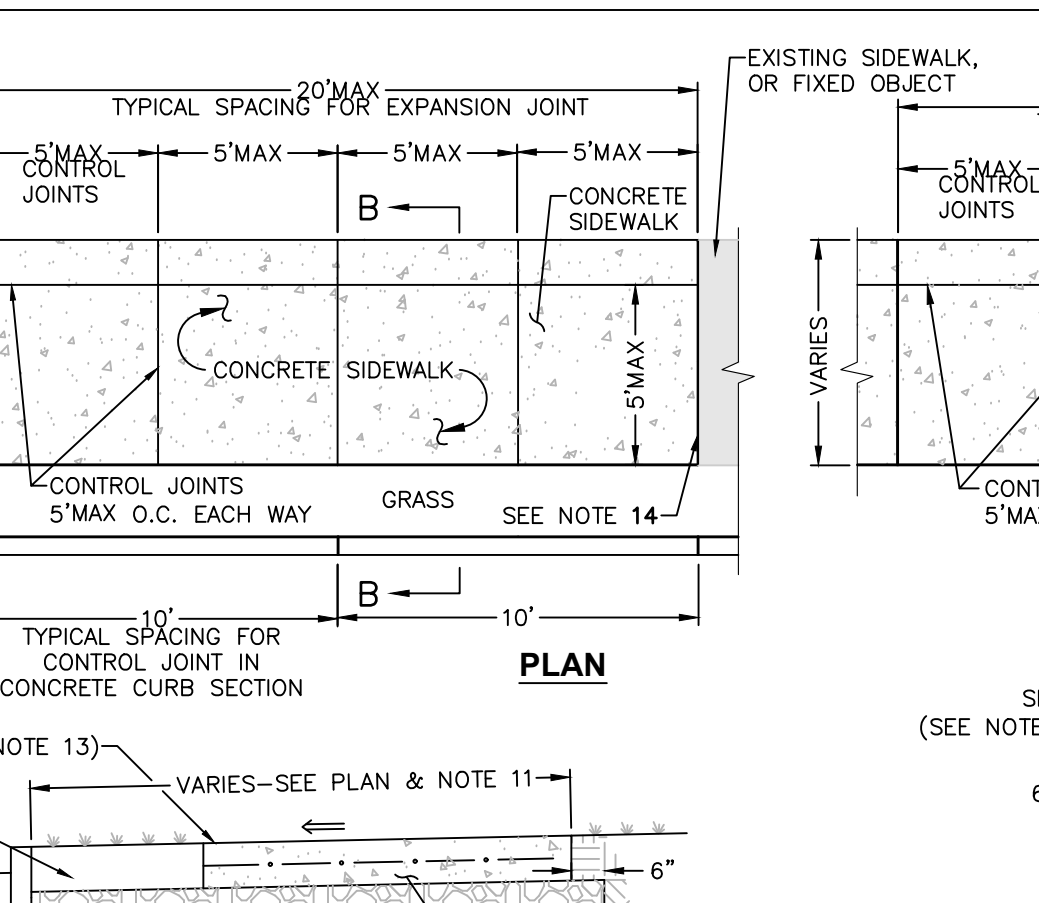 EXISTING SIDEWALK,
OR FIXED OBJECT
20'MAX
TYPICAL SPACING FOR EXPANSION JOINT
5'MAX
5'MAX
5'MAX
5'MAX
CONTROL
JOINTS
B
CONCRETE
SIDEWALK
5'MAX
CONTROL
JOINTS
CONCRETE SIDEWALK
5'MAX
VARIES
CONTROL JOINTS
5'MAX O.C. EACH WAY
GRASS
SEE NOTE 14
B
10'
10'
TYPICAL SPACING FOR
CONTROL JOINT IN
CONCRETE CURB SECTION
PLAN
(SEE NOTE
NOTE 13)
VARIES-SEE PLAN & NOTE 11
6"